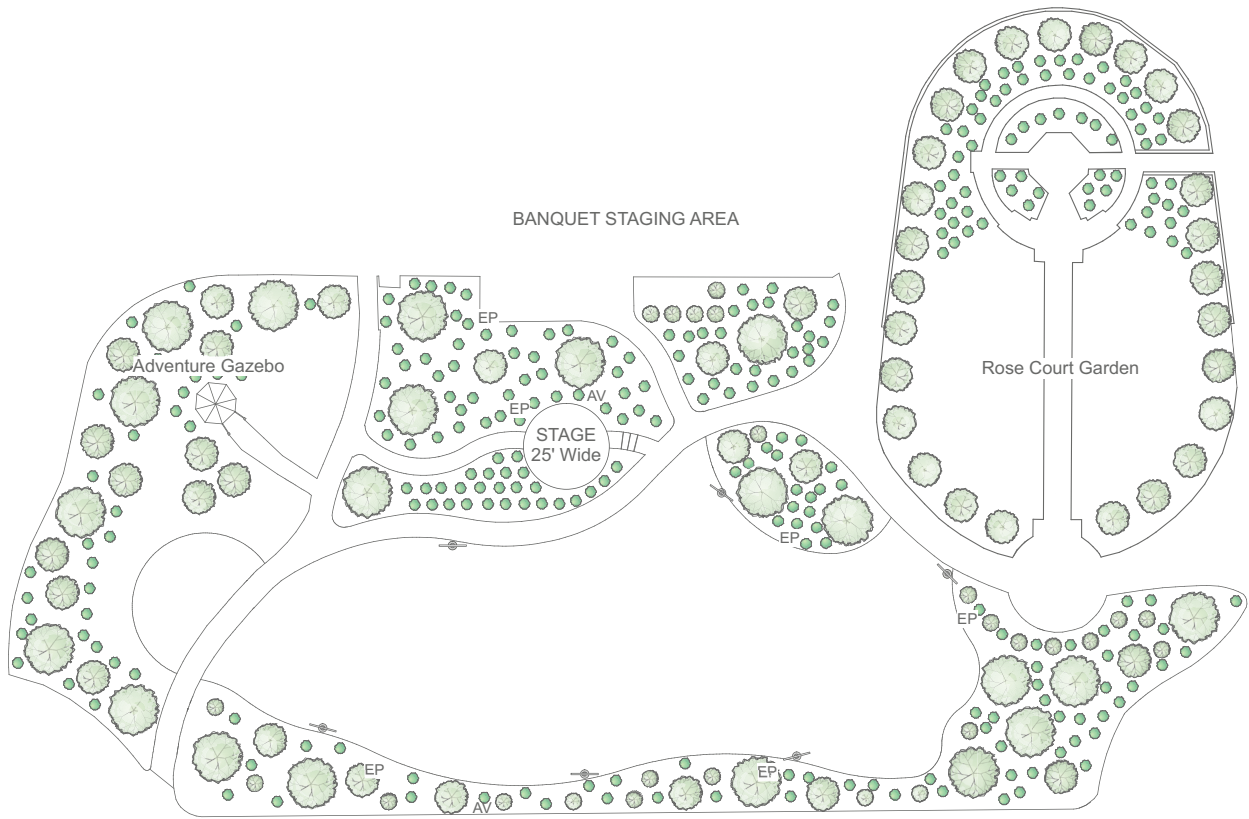 BANQUET STAGING AREA
EP
Adventure Gazebo
Rose Court Garden
AV
EP
STAGE
25' Wide
EP
EP
EP
EP
AV